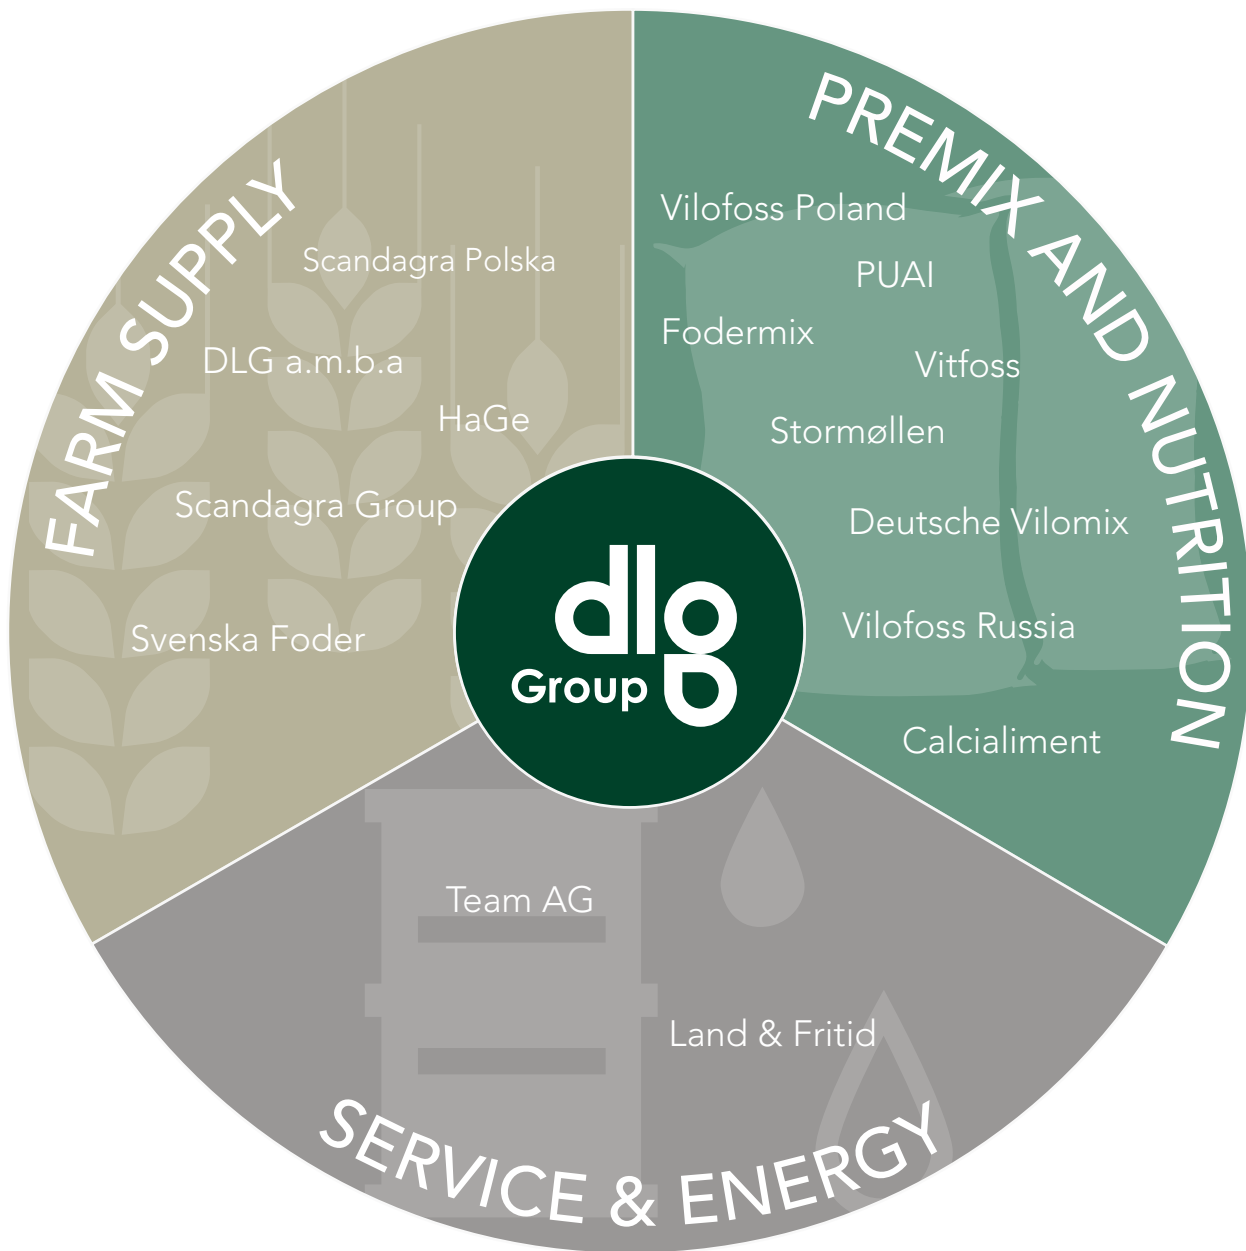 FARM SUPPLY
Scandagra Polska
DLG a.m.b.a
HaGe
Scandagra Group
Svenska Foder
PREMIX AND NUTRITION
Vilofoss Poland
PUAI
Fodermix
Vitfoss
Stormøllen
Deutsche Vilomix
Vilofoss Russia
Calcialiment
dlg
Group
Team AG
Land & Fritid
SERVICE & ENERGY